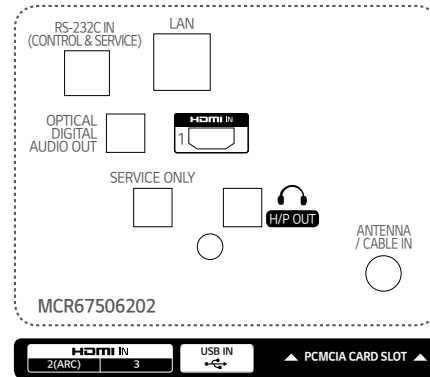 RS-232C IN
(CONTROL & SERVICE)
LAN
OPTICAL
DIGITAL
AUDIO OUT
HDMI IN
1
SERVICE ONLY
H/P OUT
ANTENNA
/ CABLE IN
MCR67506202
HDMI IN
2(ARC) 3
USB IN
PCMCIA CARD SLOT